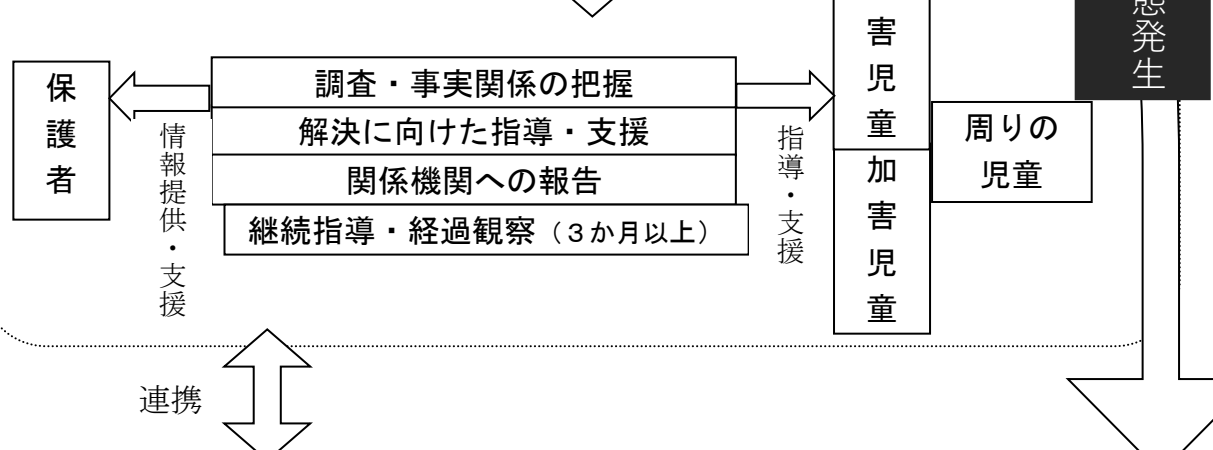 保護者
情報提供・支援
調査・事実関係の把握
解決に向けた指導・支援
関係機関への報告
継続指導・経過観察（３か月以上）
指導・支援
害児童
加害児童
周りの
児童
態発生
連携